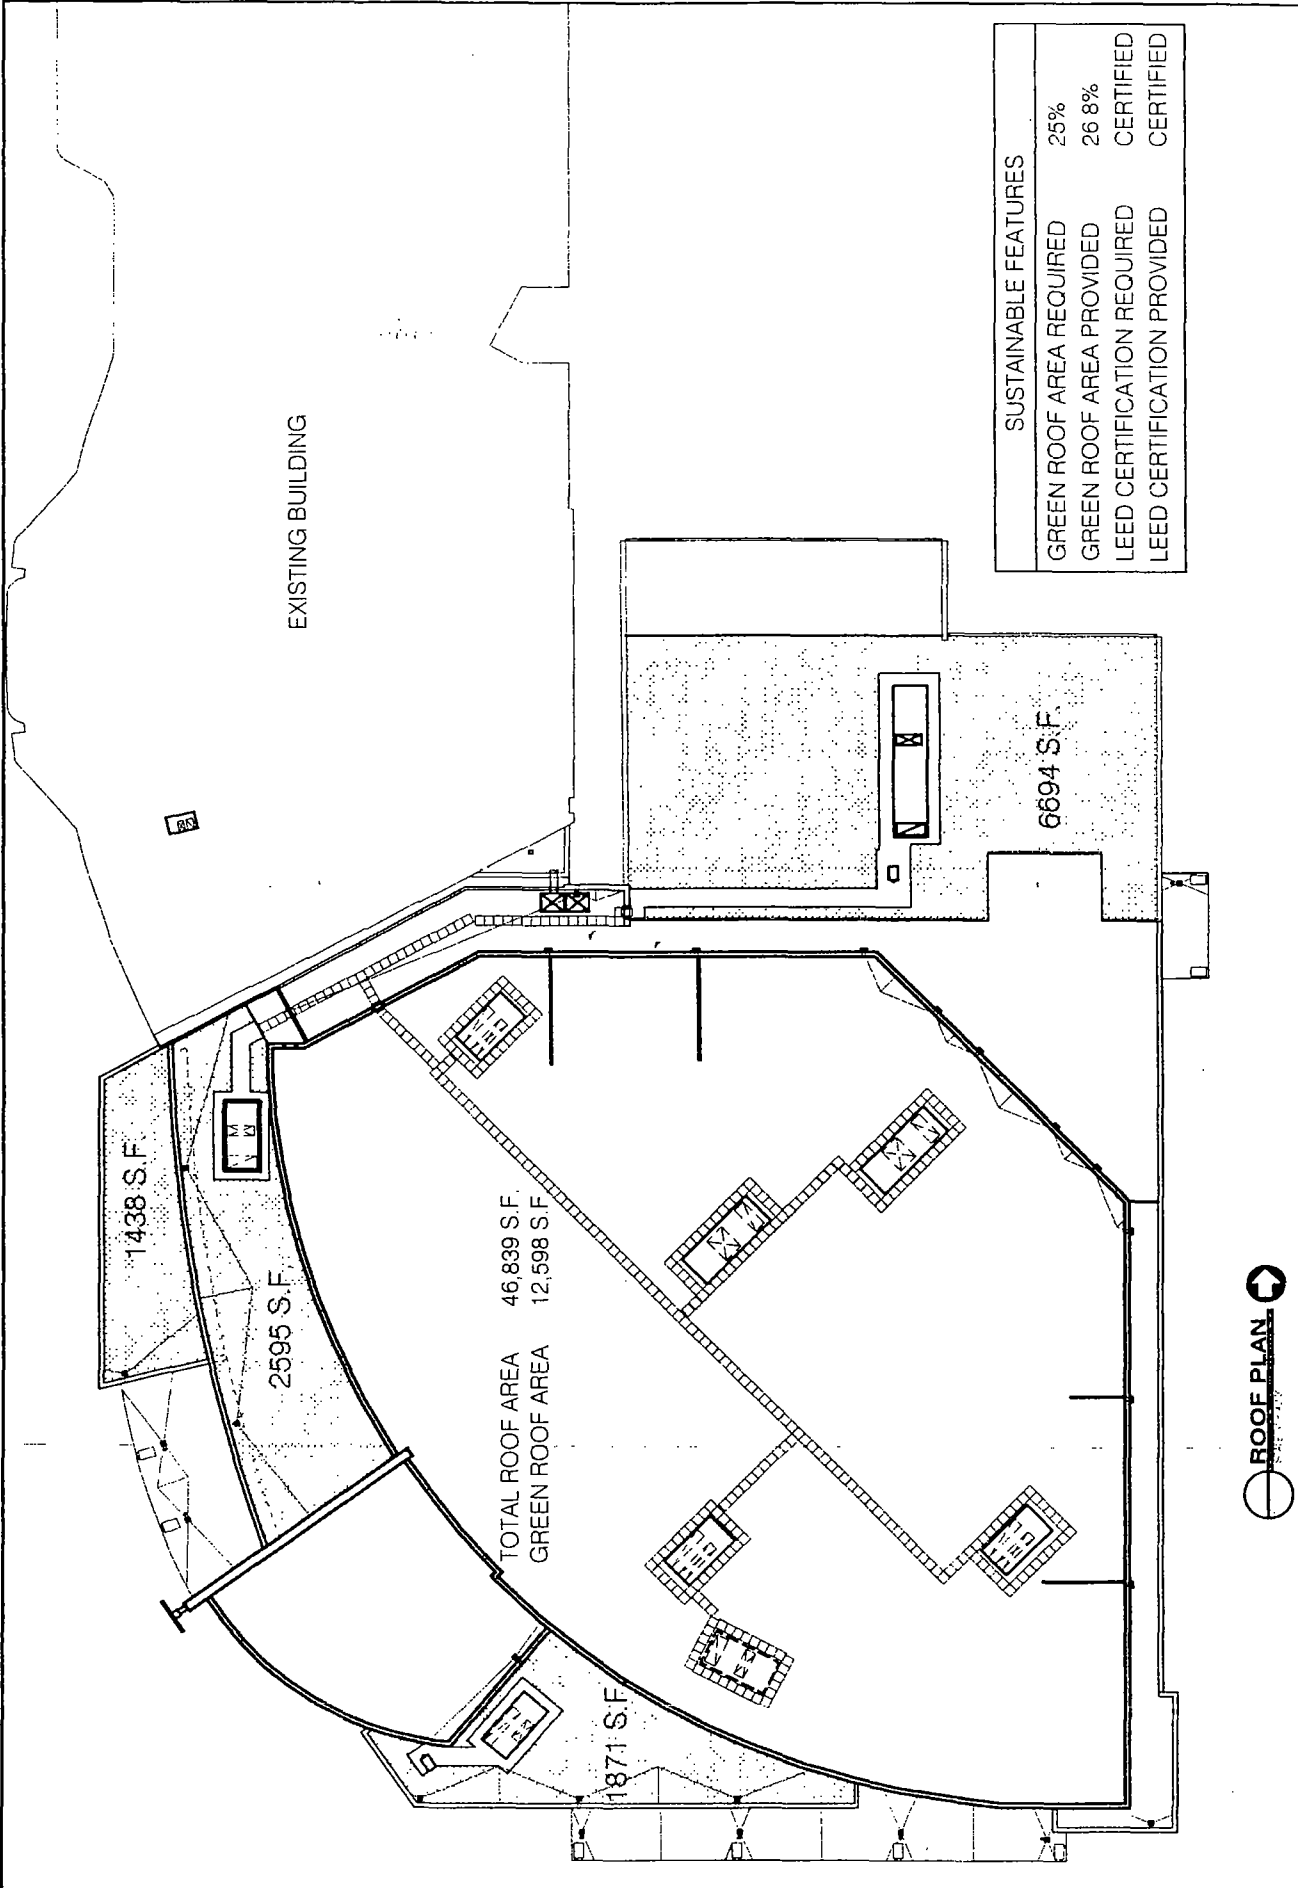 EXISTING BUILDING
1438 S.F.
2595 S.F.
TOTAL ROOF AREA 46,839 S.F.
GREEN ROOF AREA 12,598 S.F.
1871 S.F.
6694 S.F.
SUSTAINABLE FEATURES
GREEN ROOF AREA REQUIRED 25%
GREEN ROOF AREA PROVIDED 26 8%
LEED CERTIFICATION REQUIRED CERTIFIED
LEED CERTIFICATION PROVIDED CERTIFIED
ROOF PLAN